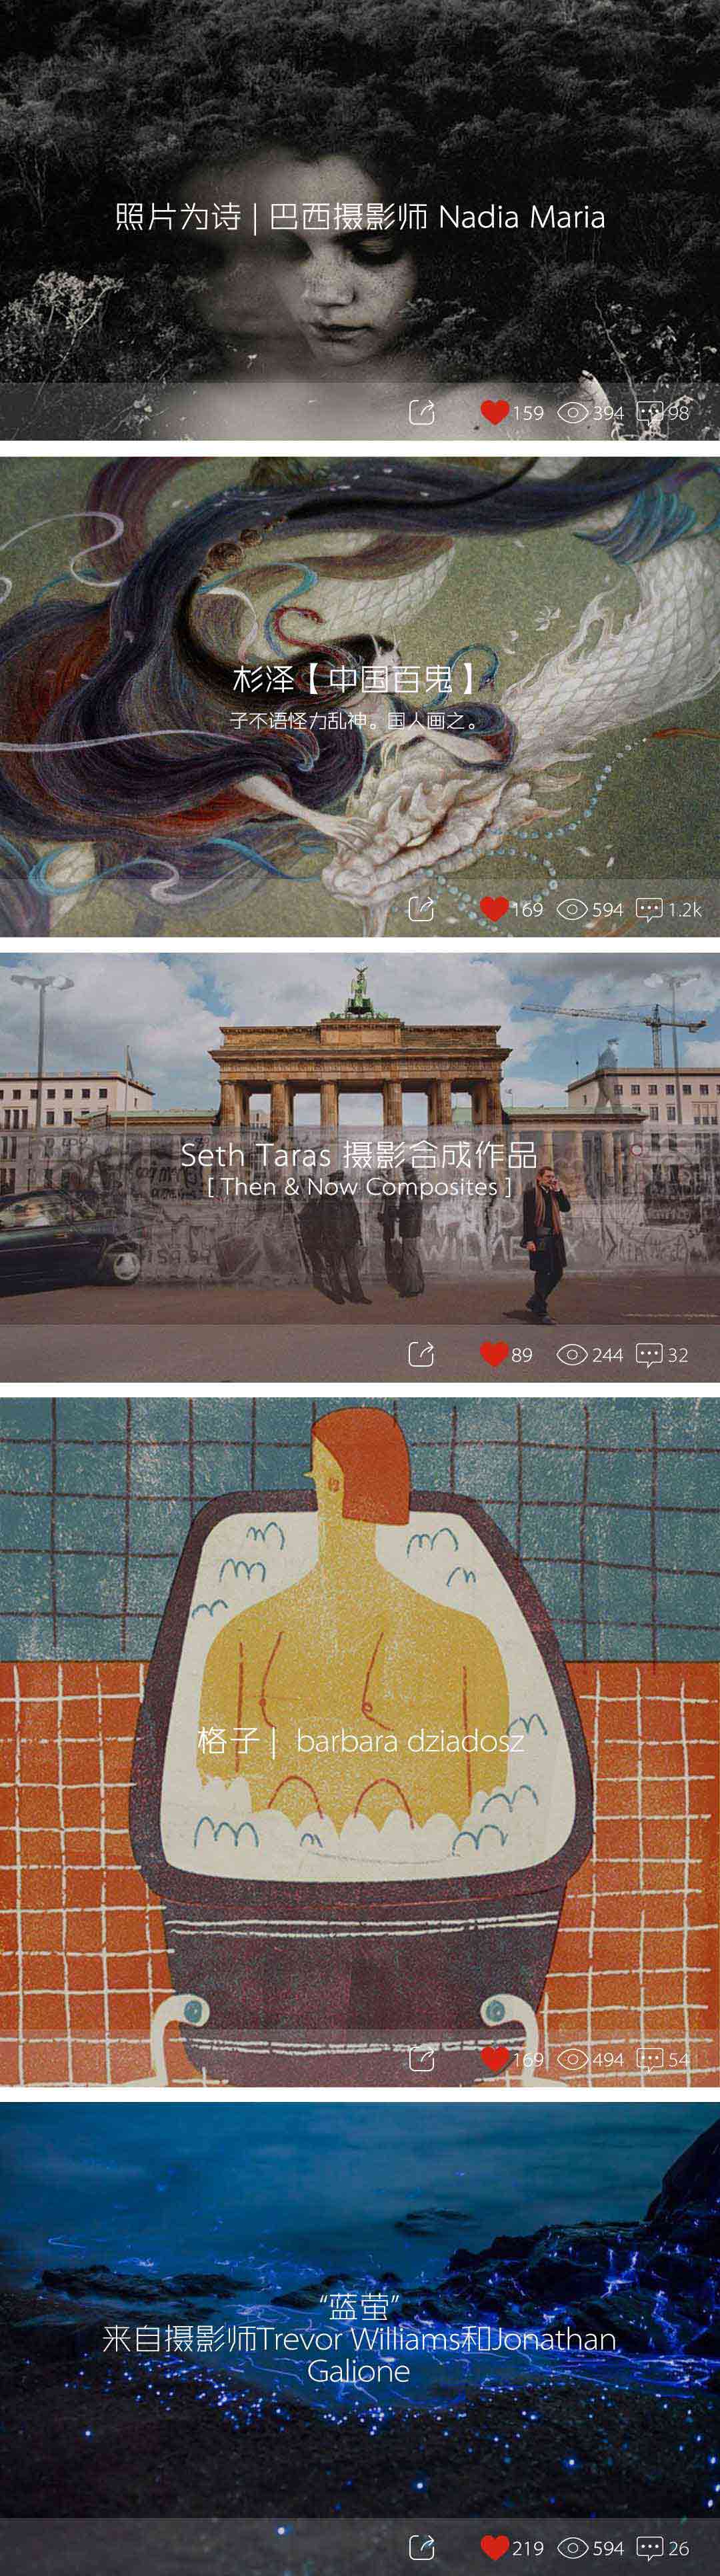 照片为诗 | 巴西摄影师 Nadia Maria
159 394 98
杉泽【中国百鬼】
子不语怪力乱神。国人画之。
169 594 1.2k
Seth Taras 摄影合成作品
[ Then & Now Composites ]
89 244 32
格子 | barbara dziadosz
169 494 54
“蓝萤”
来自摄影师Trevor Williams和Jonathan
Galione
219 594 26